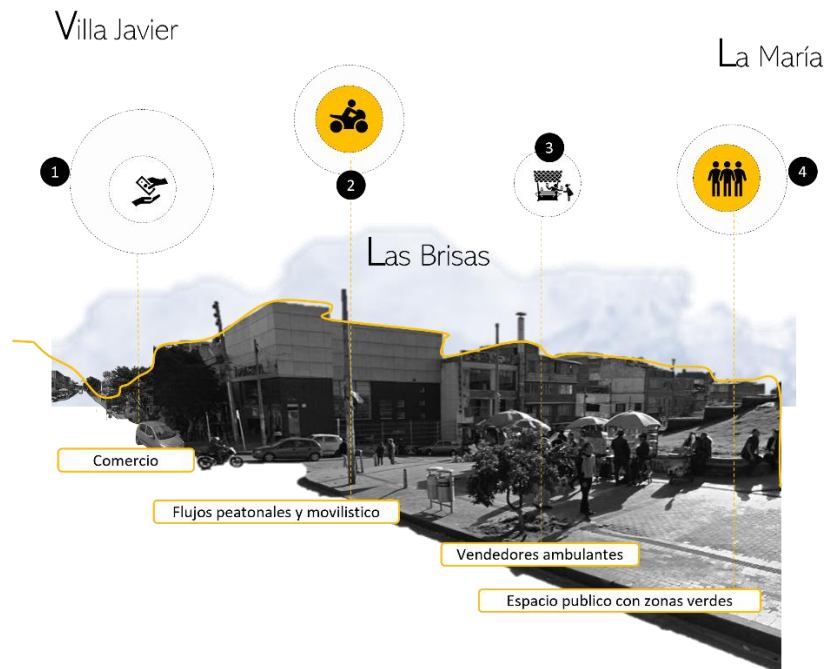 Villa Javier
La María
1
2
3
4
Las Brisas
Comercio
Flujos peatonales y movilistico
Vendedores ambulantes
Espacio publico con zonas verdes